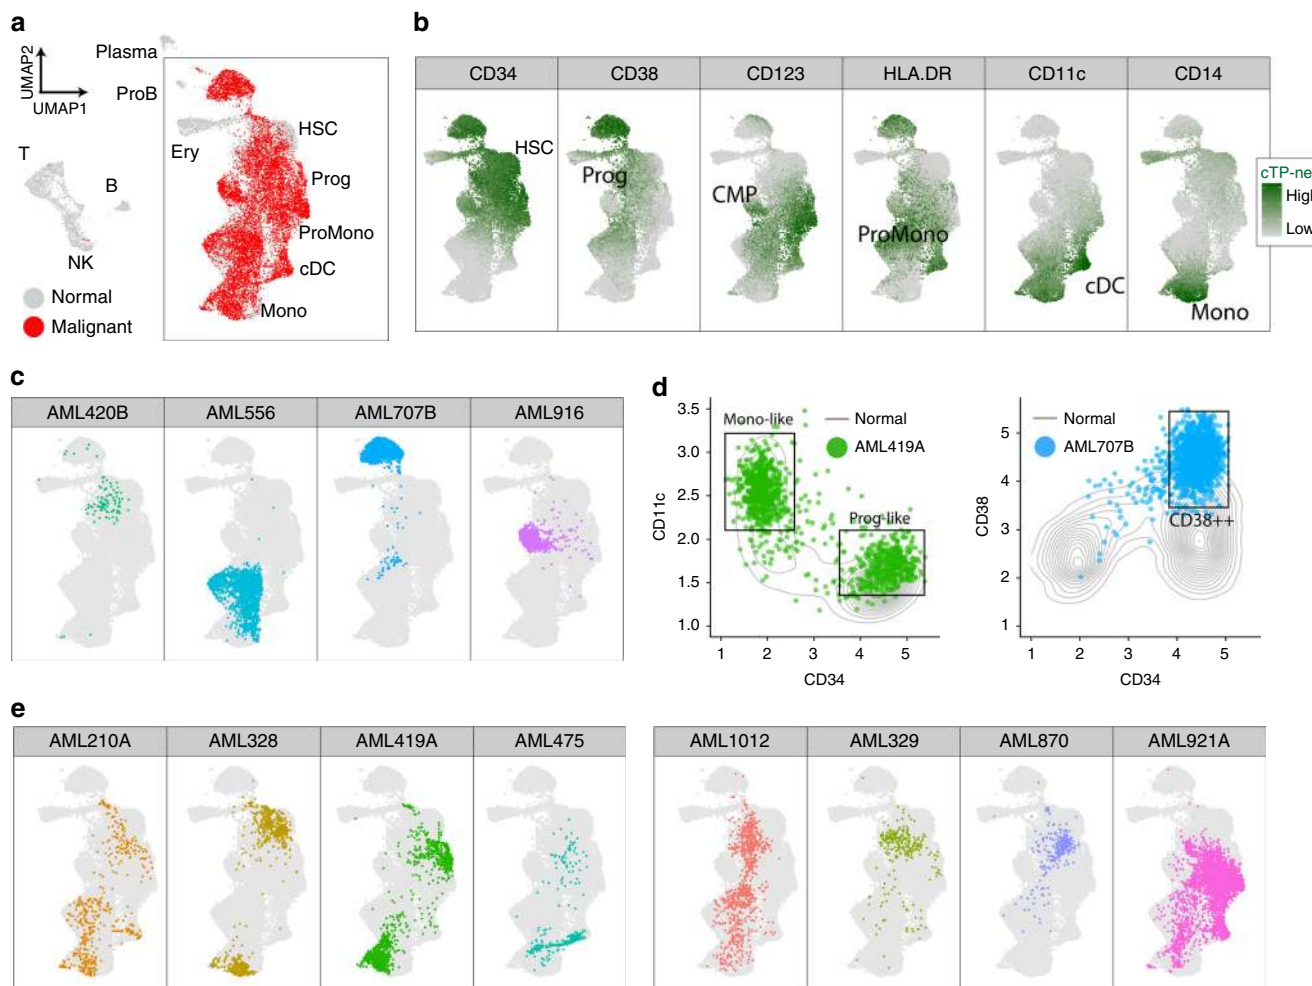 a
UMAP2
UMAP1
Plasma
ProB
HSC
Ery
T
B
Prog
ProMono
NK
cDC
Mono
Normal
Malignant
b
CD34 CD38 CD123 HLA.DR CD11c CD14
HSC
Prog
CMP
ProMono
cDC
Mono
cTP-ne
High
Low
c
AML420B AML556 AML707B AML916
d
CD11c
3.5
3.0
2.5
2.0
1.5
1.0
Mono-like
Normal
AML419A
Prog-like
1 2 3 4 5
CD34
CD38
5
4
3
2
1
Normal
AML707B
CD38++
1 2 3 4 5
CD34
e
AML210A AML328 AML419A AML475
AML1012 AML329 AML870 AML921A